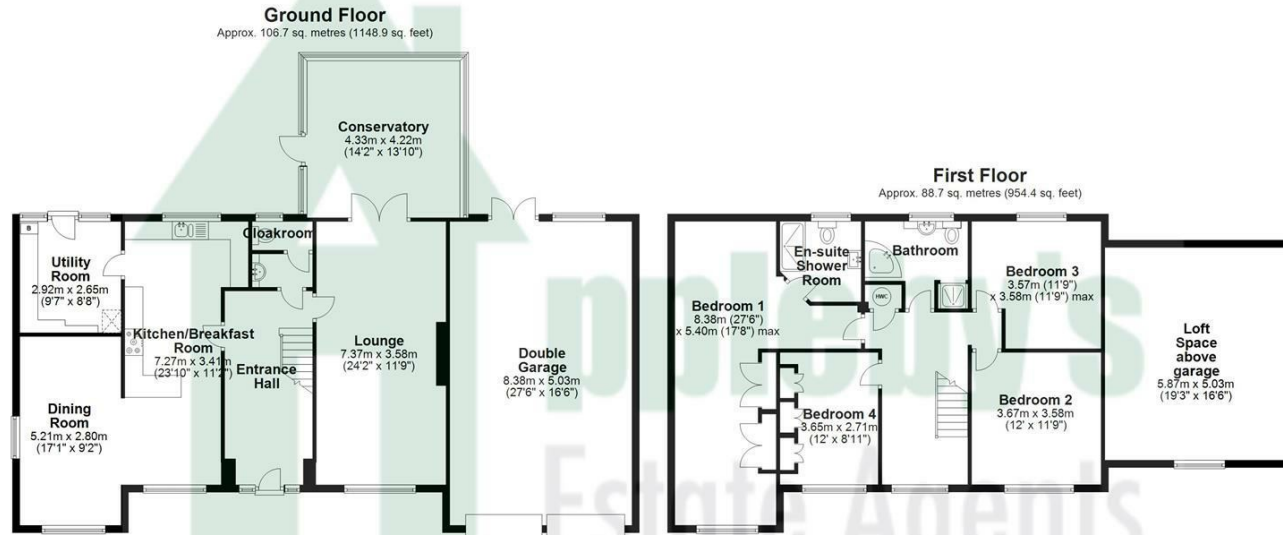 Ground Floor
Approx. 106.7 sq. metres (1148.9 sq. feet)
Conservatory
4.33m x 4.22m
(14'2" x 13'10")
Cloakroom
Utility
Room
2.92m x 2.65m
(9'7" x 8'8")
Kitchen/Breakfast
Room
7.27m x 3.41m
(23'10" x 11'2")
Entrance
Hall
Lounge
7.37m x 3.58m
(24'2" x 11'9")
Double
Garage
8.38m x 5.03m
(27'6" x 16'6")
Dining
Room
5.21m x 2.80m
(17'1" x 9'2")
First Floor
Approx. 88.7 sq. metres (954.4 sq. feet)
En-suite
Shower
Room
Bathroom
HWC
Bedroom 1
8.38m (27'6")
x 5.40m (17'8") max
Bedroom 3
3.57m (11'9")
x 3.58m (11'9") max
Bedroom 4
3.65m x 2.71m
(12' x 8'11")
Bedroom 2
3.67m x 3.58m
(12' x 11'9")
Loft
Space
above
garage
5.87m x 5.03m
(19'3" x 16'6")
ppleby's
Estate Agents